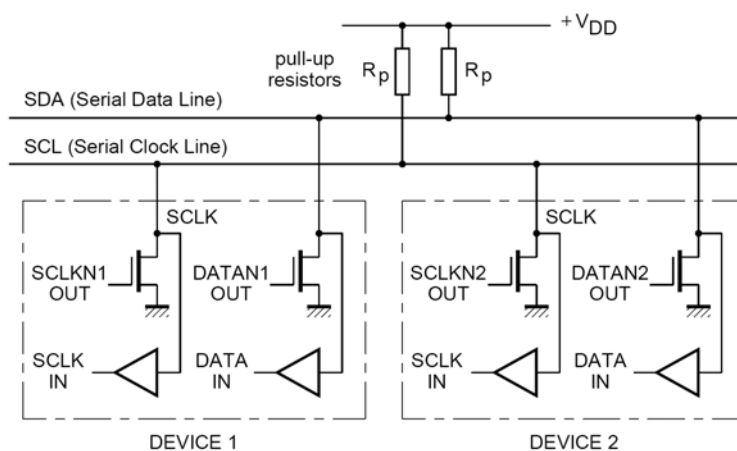 + VDD
pull-up
resistors
Rp
Rp
SDA (Serial Data Line)
SCL (Serial Clock Line)
SCLK
SCLK
SCLKN1
OUT
DATAN1
OUT
SCLKN2
OUT
DATAN2
OUT
SCLK
IN
DATA
IN
SCLK
IN
DATA
IN
DEVICE 1
DEVICE 2